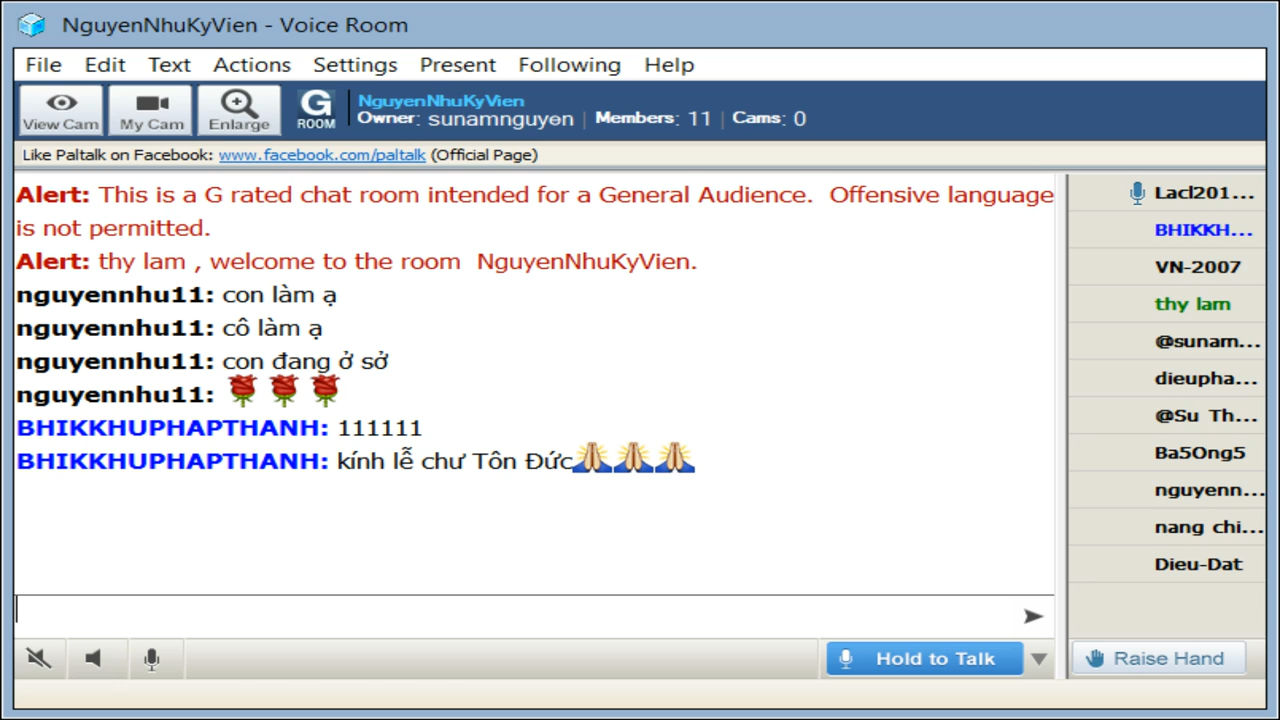 NguyenNhuKyVien - Voice Room
File Edit Text Actions Settings Present Following Help
View Cam My Cam Enlarge G ROOM
NguyenNhuKyVien
Owner: sunamnguyen | Members: 11 | Cams: 0
Like Paltalk on Facebook: www.facebook.com/paltalk (Official Page)
Alert: This is a G rated chat room intended for a General Audience. Offensive language
is not permitted.
Alert: thy lam , welcome to the room NguyenNhuKyVien.
nguyennhu11: con làm ạ
nguyennhu11: cô làm ạ
nguyennhu11: con đang ở sở
nguyennhu11: 🌹🌹🌹
BHIKKHUPHAPTHANH: 111111
BHIKKHUPHAPTHANH: kính lễ chư Tôn Đức🙏🙏🙏
Lacl201...
BHIKKH...
VN-2007
thy lam
@sunam...
dieupha...
@Su Th...
Ba5Ong5
nguyenn...
nang chi...
Dieu-Dat
Hold to Talk
Raise Hand